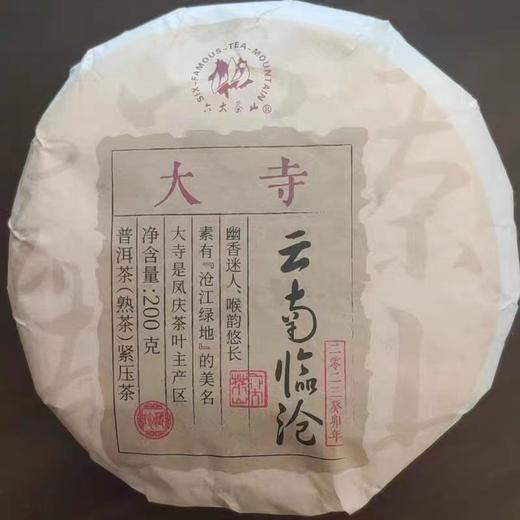 SIX-FAMOUS-TEA-MOUNTAIN
六大茶山®
大寺
云南临沧
二零二三癸卯年
幽香迷人、喉韵悠长
素有『沧江绿地』的美名
大寺是凤庆茶叶主产区
净含量:200克
普洱茶(熟茶)紧压茶